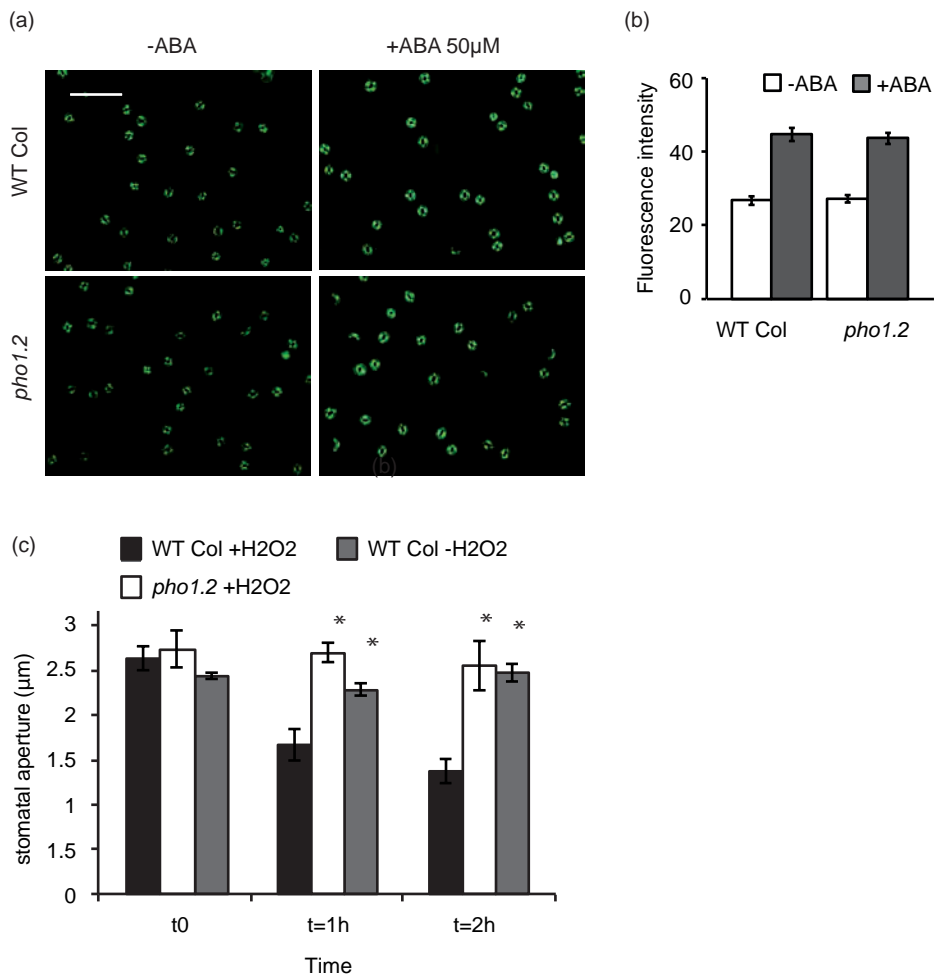 (a)
-ABA
+ABA 50µM
WT Col
pho1.2
(b)
(b)
-ABA
+ABA
Fluorescence intensity
60
40
20
0
WT Col
pho1.2
(c)
WT Col +H2O2
WT Col -H2O2
pho1.2 +H2O2
stomatal aperture (µm)
3
2.5
2
1.5
1
1.5
0
* * * *
t0
t=1h
t=2h
Time